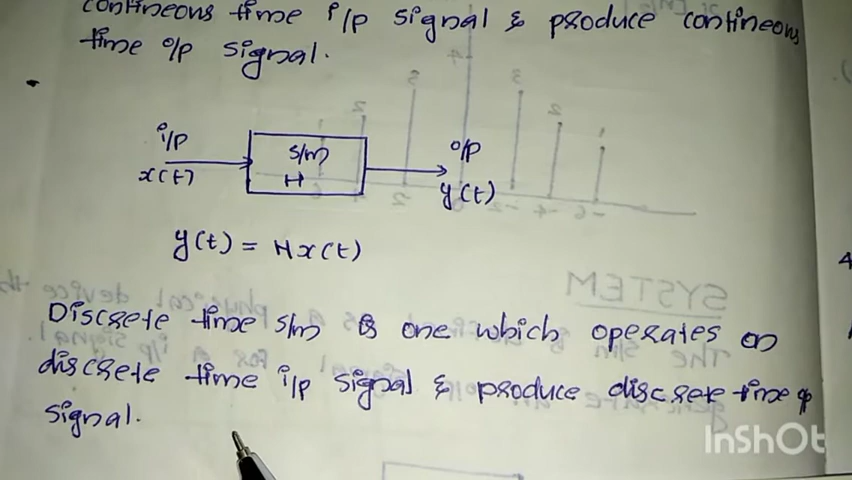 contineous time i/p signal & produce contineous
time o/p signal.
i/p
x(t)
s/m
H
o/p
y(t)
y(t) = Hx(t)
Discrete time s/m is one which operates on
discrete time i/p signal & produce discrete time o/p
signal.
InShOt